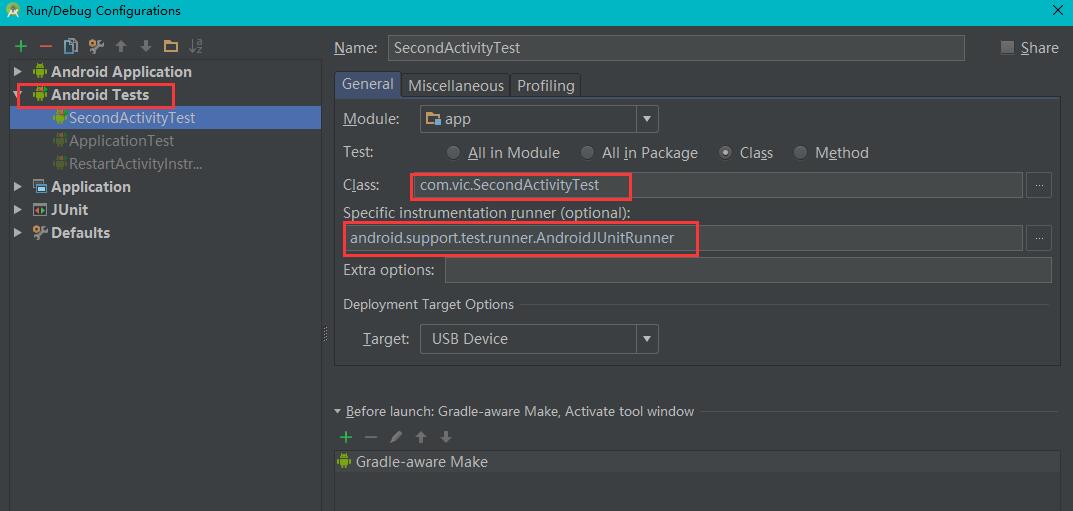 Run/Debug Configurations
Name: SecondActivityTest Share
Android Application
Android Tests
SecondActivityTest
ApplicationTest
RestartActivityInstr...
Application
JUnit
Defaults
General Miscellaneous Profiling
Module: app
Test: All in Module All in Package Class Method
Class: com.vic.SecondActivityTest ...
Specific instrumentation runner (optional):
android.support.test.runner.AndroidJUnitRunner ...
Extra options:
Deployment Target Options
Target: USB Device
Before launch: Gradle-aware Make, Activate tool window
Gradle-aware Make